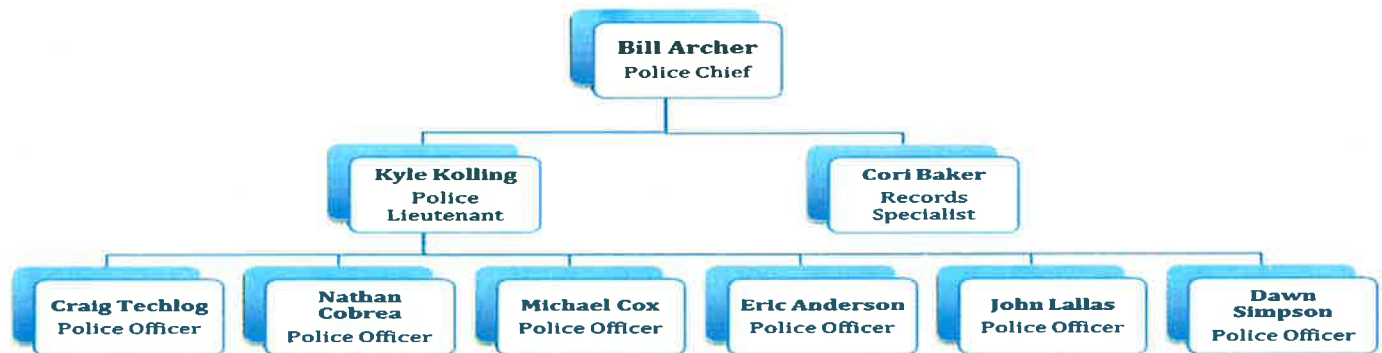 Bill Archer
Police Chief
Kyle Kolling
Police
Lieutenant
Cori Baker
Records
Specialist
Craig Techlog
Police Officer
Nathan
Cobrea
Police Officer
Michael Cox
Police Officer
Eric Anderson
Police Officer
John Lallas
Police Officer
Dawn
Simpson
Police Officer